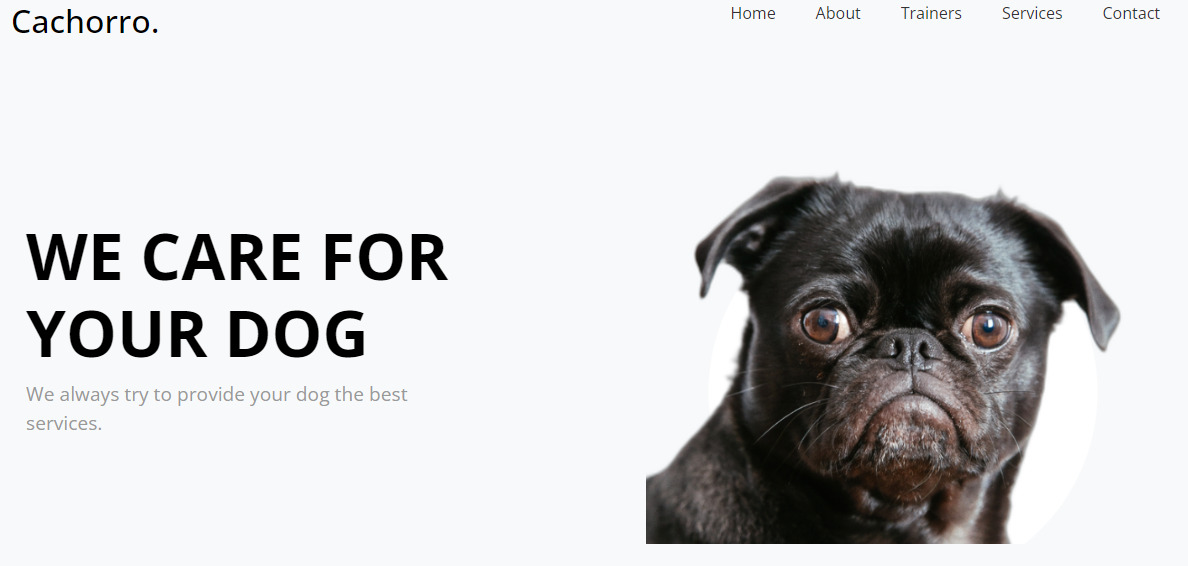 Cachorro.
Home About Trainers Services Contact
WE CARE FOR
YOUR DOG
We always try to provide your dog the best
services.